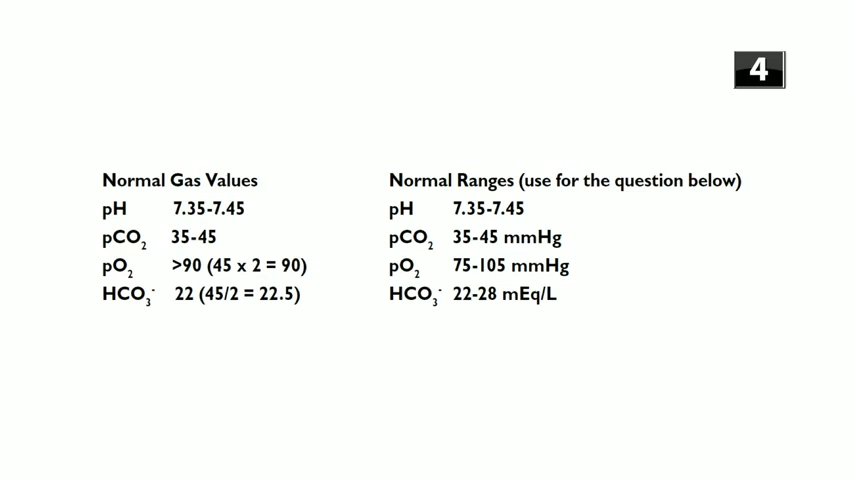 4
Normal Gas Values
pH 7.35-7.45
pCO₂ 35-45
pO₂ >90 (45 x 2 = 90)
HCO₃⁻ 22 (45/2 = 22.5)
Normal Ranges (use for the question below)
pH 7.35-7.45
pCO₂ 35-45 mmHg
pO₂ 75-105 mmHg
HCO₃⁻ 22-28 mEq/L